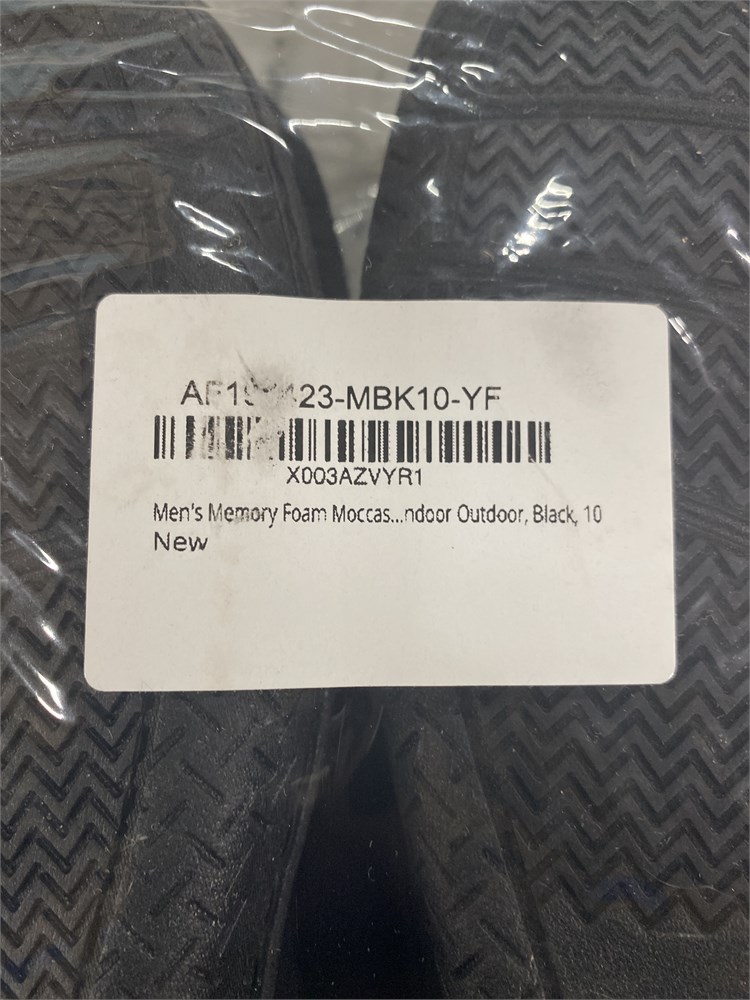 X003AZVYR1
Men's Memory Foam Moccas...ndoor Outdoor, Black, 10
New